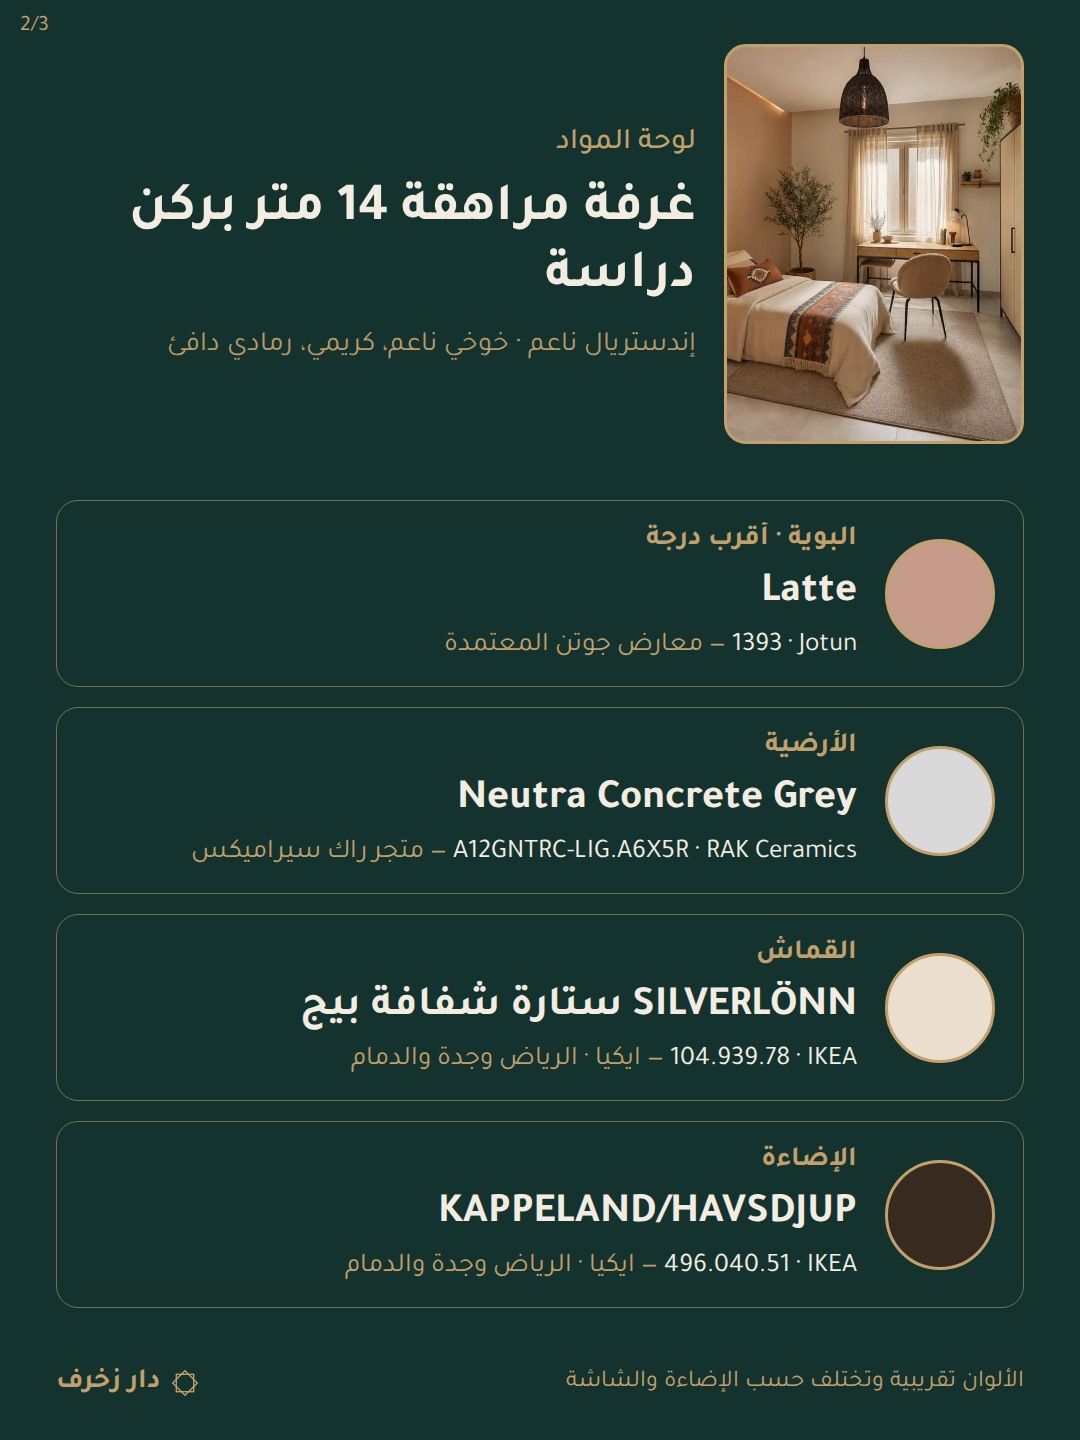 2/3
لوحة المواد
غرفة مراهقة 14 متر بركن
دراسة
إندستريال ناعم · خوخي ناعم، كريمي، رمادي دافئ
البوية · أقرب درجة
Latte
1393 · Jotun — معارض جوتن المعتمدة
الأرضية
Neutra Concrete Grey
A12GNTRC-LIG.A6X5R · RAK Ceramics — متجر راك سيراميكس
القماش
SILVERLÖNN ستارة شفافة بيج
104.939.78 · IKEA — ايكيا · الرياض وجدة والدمام
الإضاءة
KAPPELAND/HAVSDJUP
496.040.51 · IKEA — ايكيا · الرياض وجدة والدمام
الألوان تقريبية وتختلف حسب الإضاءة والشاشة
دار زخرف